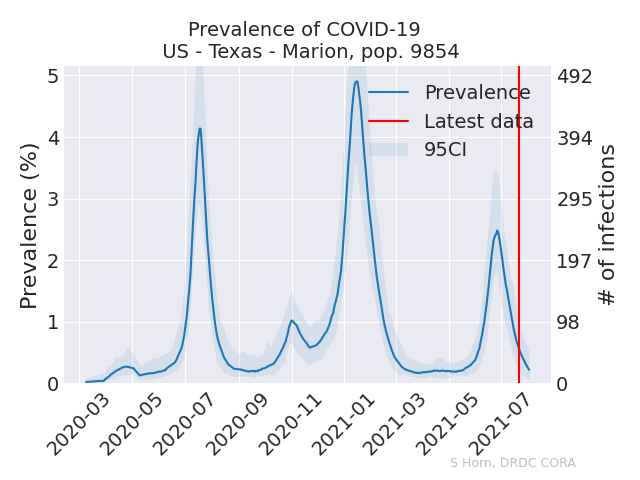 Prevalence of COVID-19
US - Texas - Marion, pop. 9854
Prevalence (%)
5
4
3
2
1
0
492
394
295
197
98
0
# of infections
Prevalence
Latest data
95CI
2020-03
2020-05
2020-07
2020-09
2020-11
2021-01
2021-03
2021-05
2021-07
S Horn, DRDC CORA